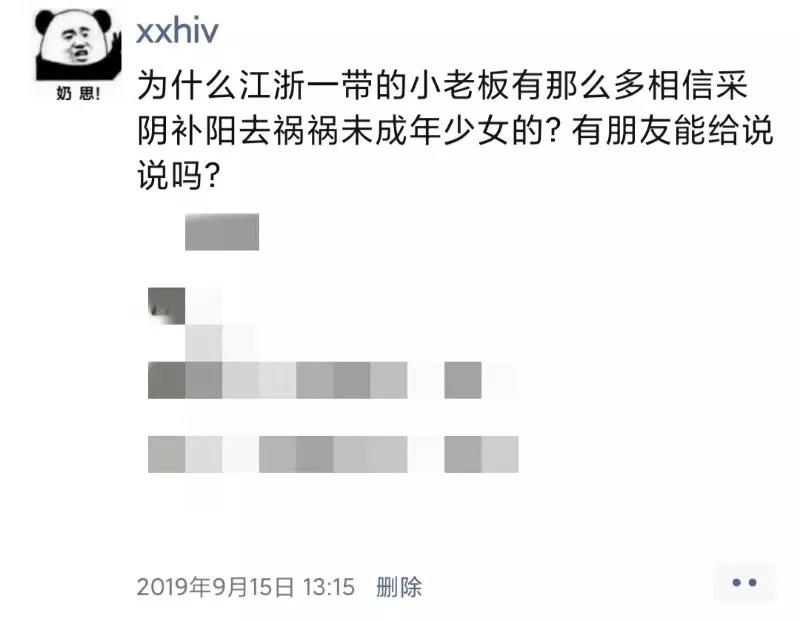 xxhiv
奶 思!
为什么江浙一带的小老板有那么多相信采
阴补阳去祸祸未成年少女的? 有朋友能给说
说吗?
2019年9月15日 13:15 删除